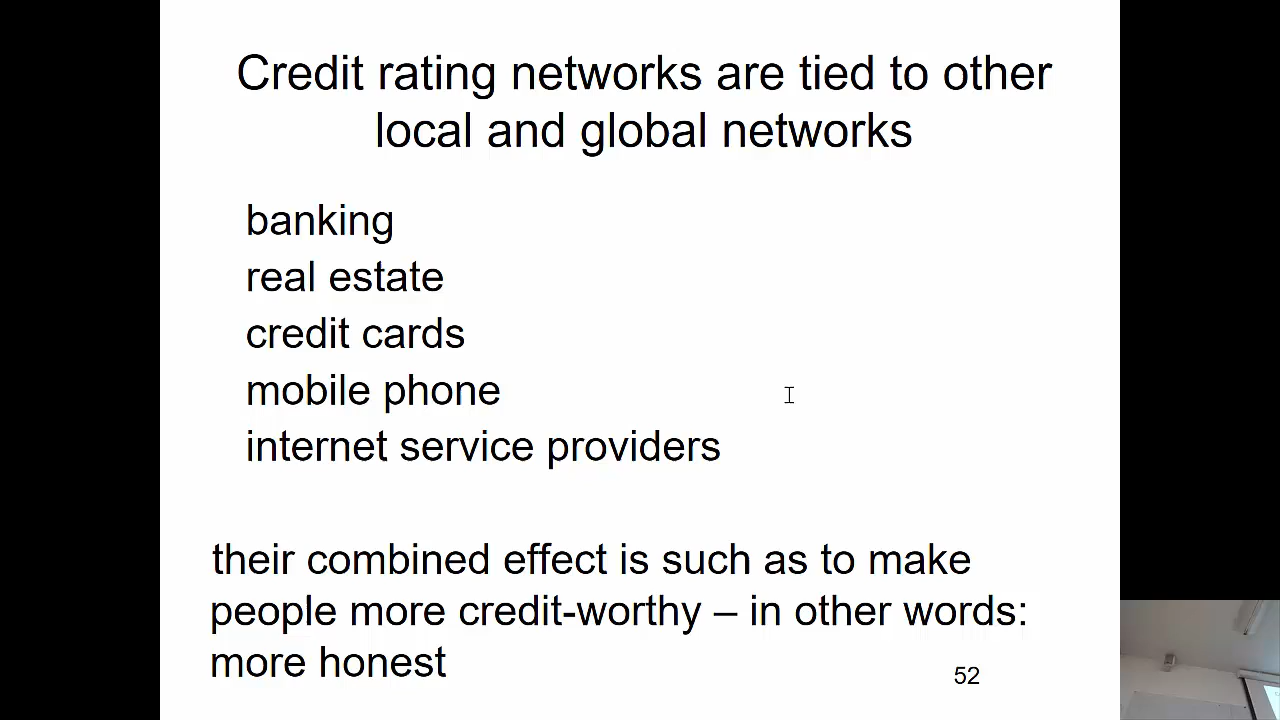 Credit rating networks are tied to other
local and global networks
banking
real estate
credit cards
mobile phone
internet service providers
their combined effect is such as to make
people more credit-worthy – in other words:
more honest
52